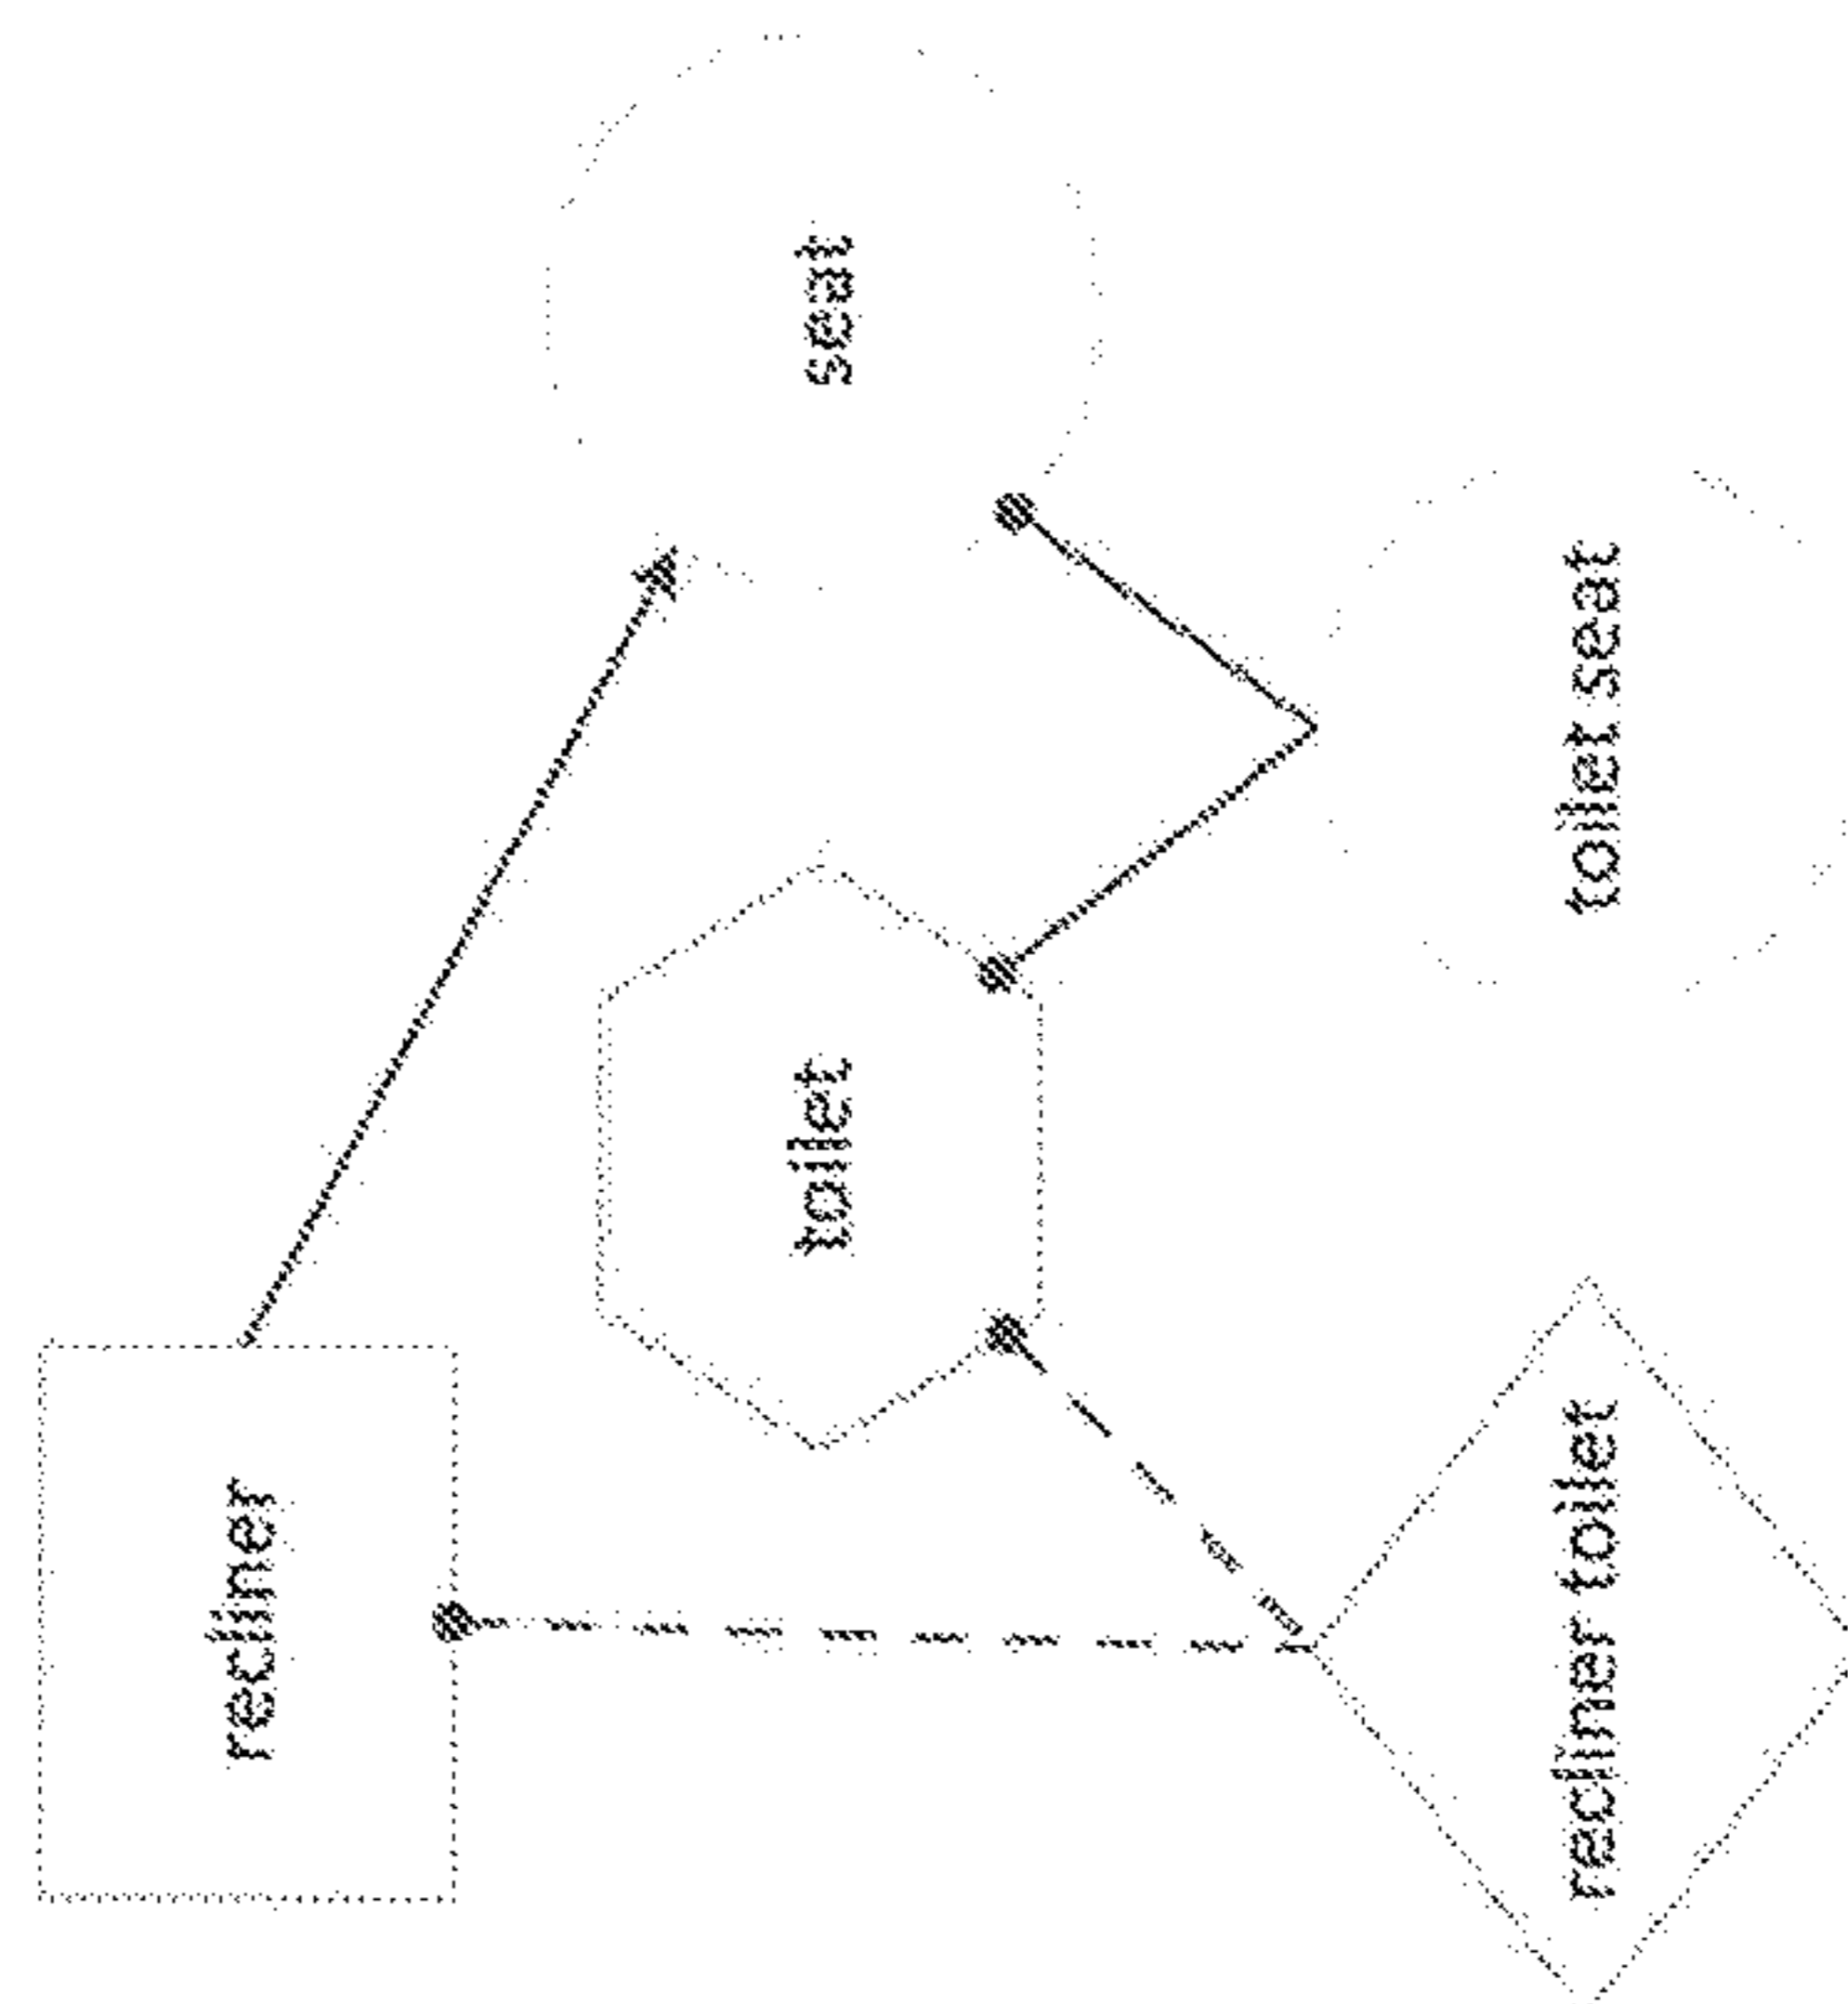 recliner
toilet
seat
recliner toilet
toilet seat